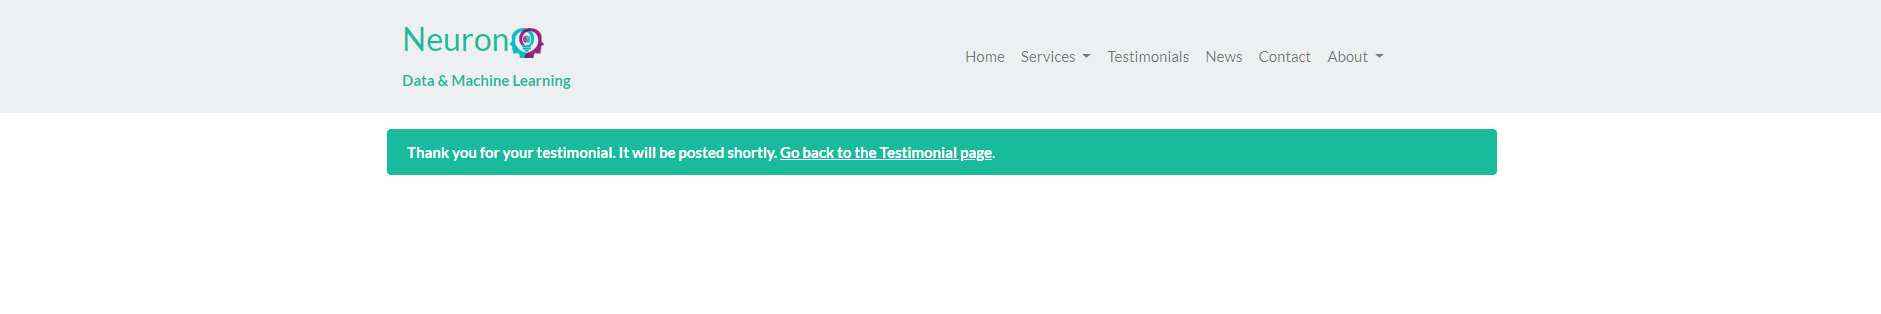 Neuron
Data & Machine Learning
Home Services Testimonials News Contact About
Thank you for your testimonial. It will be posted shortly. Go back to the Testimonial page.